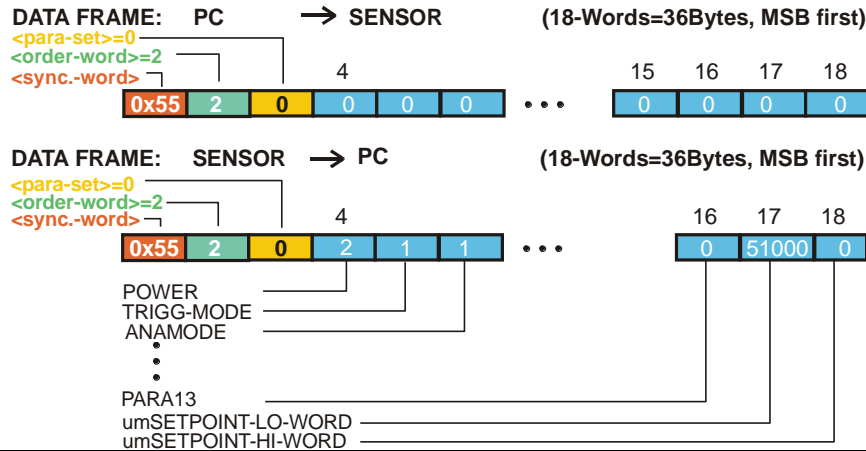 DATA FRAME: PC → SENSOR (18-Words=36Bytes, MSB first)
<para-set>=0
<order-word>=2
<sync.-word>
4 15 16 17 18
0x55 2 0 0 0 0 • • • 0 0 0 0
DATA FRAME: SENSOR → PC (18-Words=36Bytes, MSB first)
<para-set>=0
<order-word>=2
<sync.-word>
4 16 17 18
0x55 2 0 2 1 1 • • • 0 51000 0
POWER
TRIGG-MODE
ANAMODE
•
•
•
PARA13
umSETPOINT-LO-WORD
umSETPOINT-HI-WORD